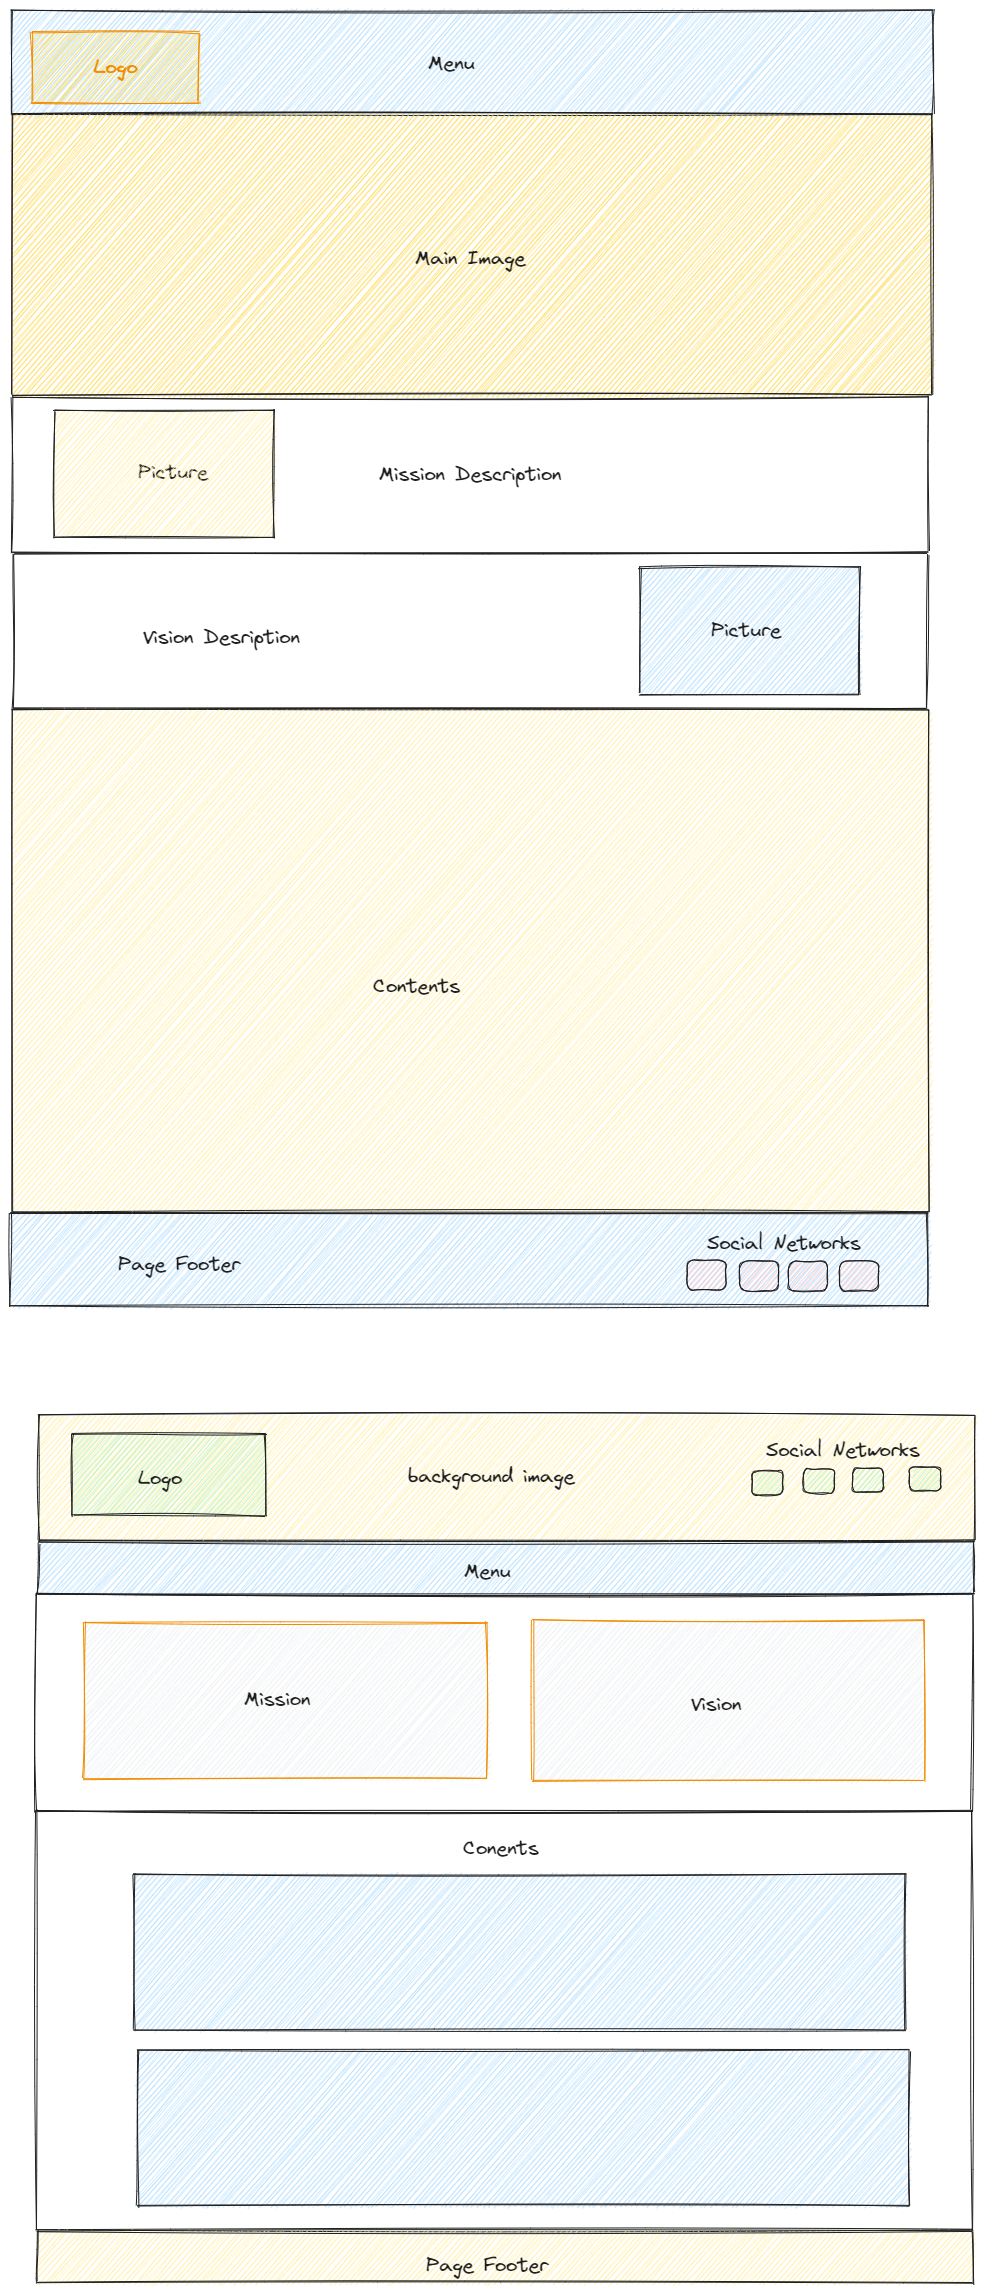 Logo
Menu
Main Image
Picture
Mission Description
Vision Desription
Picture
Contents
Page Footer
Social Networks
Logo
background image
Social Networks
Menu
Mission
Vision
Conents
Page Footer